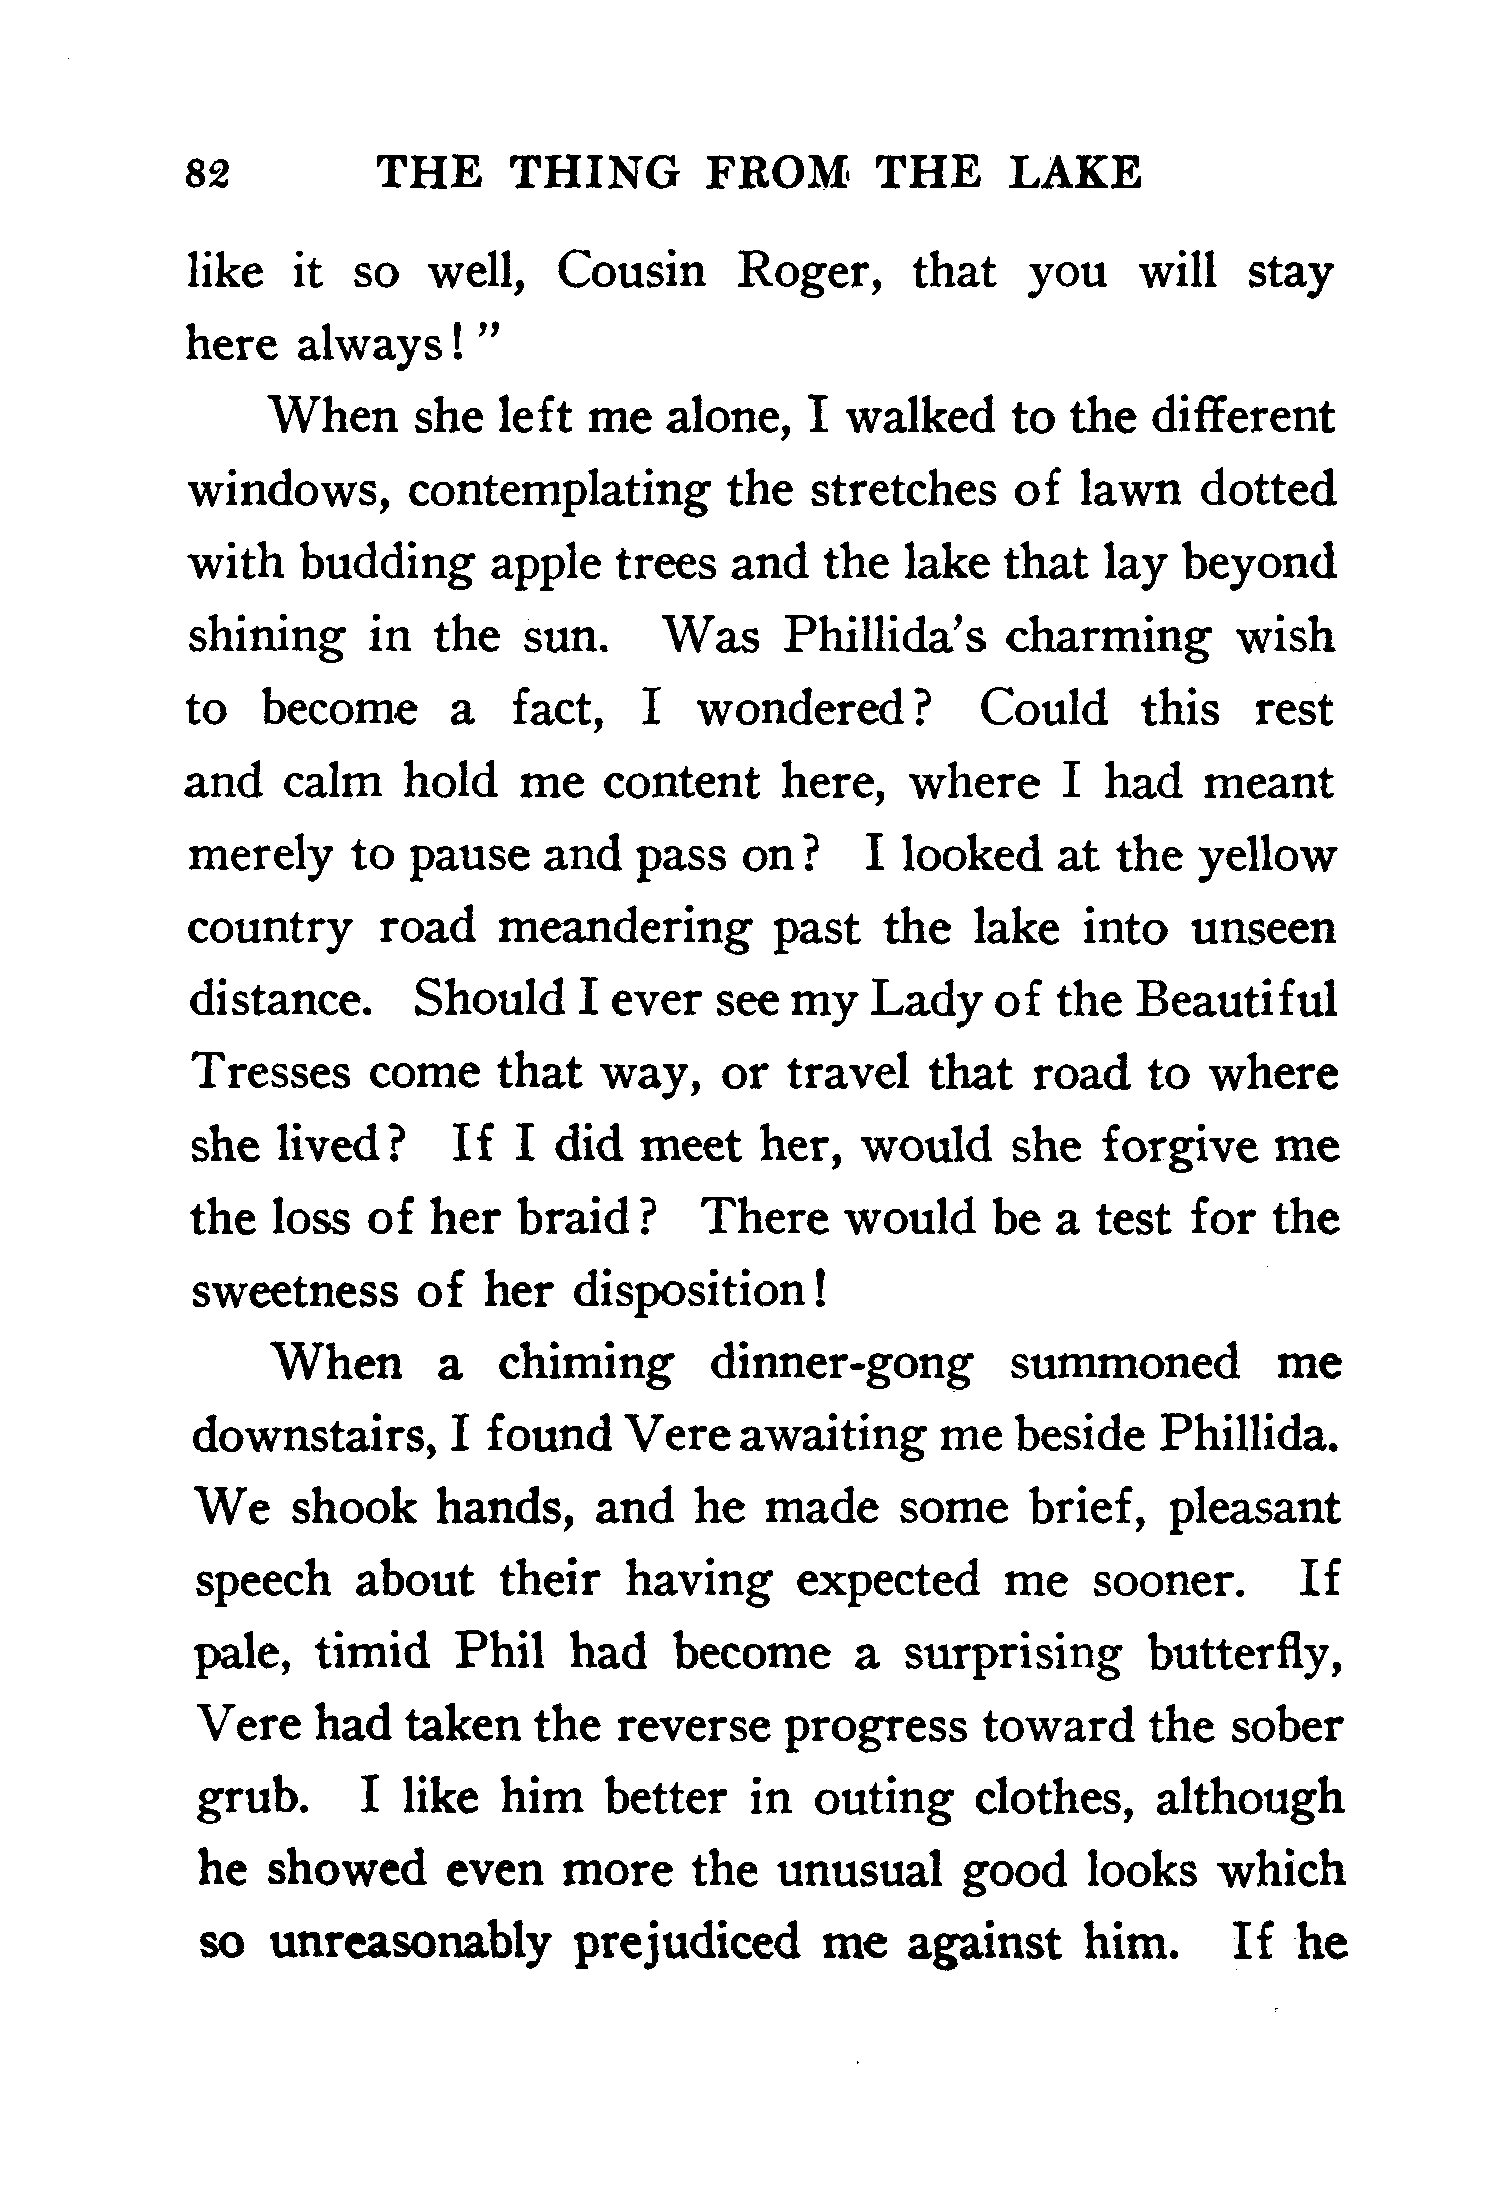 82 THE THING FROM THE LAKE
like it so well, Cousin Roger, that you will stay
here always!”
When she left me alone, I walked to the different
windows, contemplating the stretches of lawn dotted
with budding apple trees and the lake that lay beyond
shining in the sun. Was Phillida’s charming wish
to become a fact, I wondered? Could this rest
and calm hold me content here, where I had meant
merely to pause and pass on? I looked at the yellow
country road meandering past the lake into unseen
distance. Should I ever see my Lady of the Beautiful
Tresses come that way, or travel that road to where
she lived? If I did meet her, would she forgive me
the loss of her braid? There would be a test for the
sweetness of her disposition!
When a chiming dinner-gong summoned me
downstairs, I found Vere awaiting me beside Phillida.
We shook hands, and he made some brief, pleasant
speech about their having expected me sooner. If
pale, timid Phil had become a surprising butterfly,
Vere had taken the reverse progress toward the sober
grub. I like him better in outing clothes, although
he showed even more the unusual good looks which
so unreasonably prejudiced me against him. If he